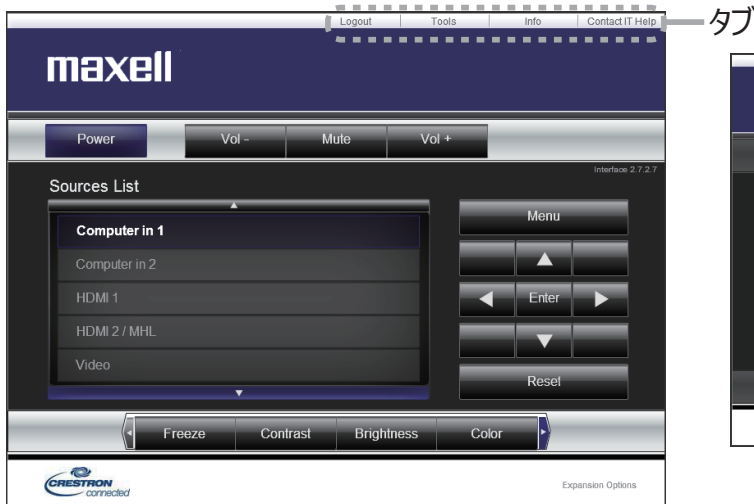 Logout Tools Info Contact IT Help
タブ
maxell
Power Vol - Mute Vol +
Interface 2.7.2.7
Sources List
Computer in 1
Computer in 2
HDMI 1
HDMI 2 / MHL
Video
Menu
Enter
Reset
Freeze Contrast Brightness Color
CRESTRON
connected
Expansion Options